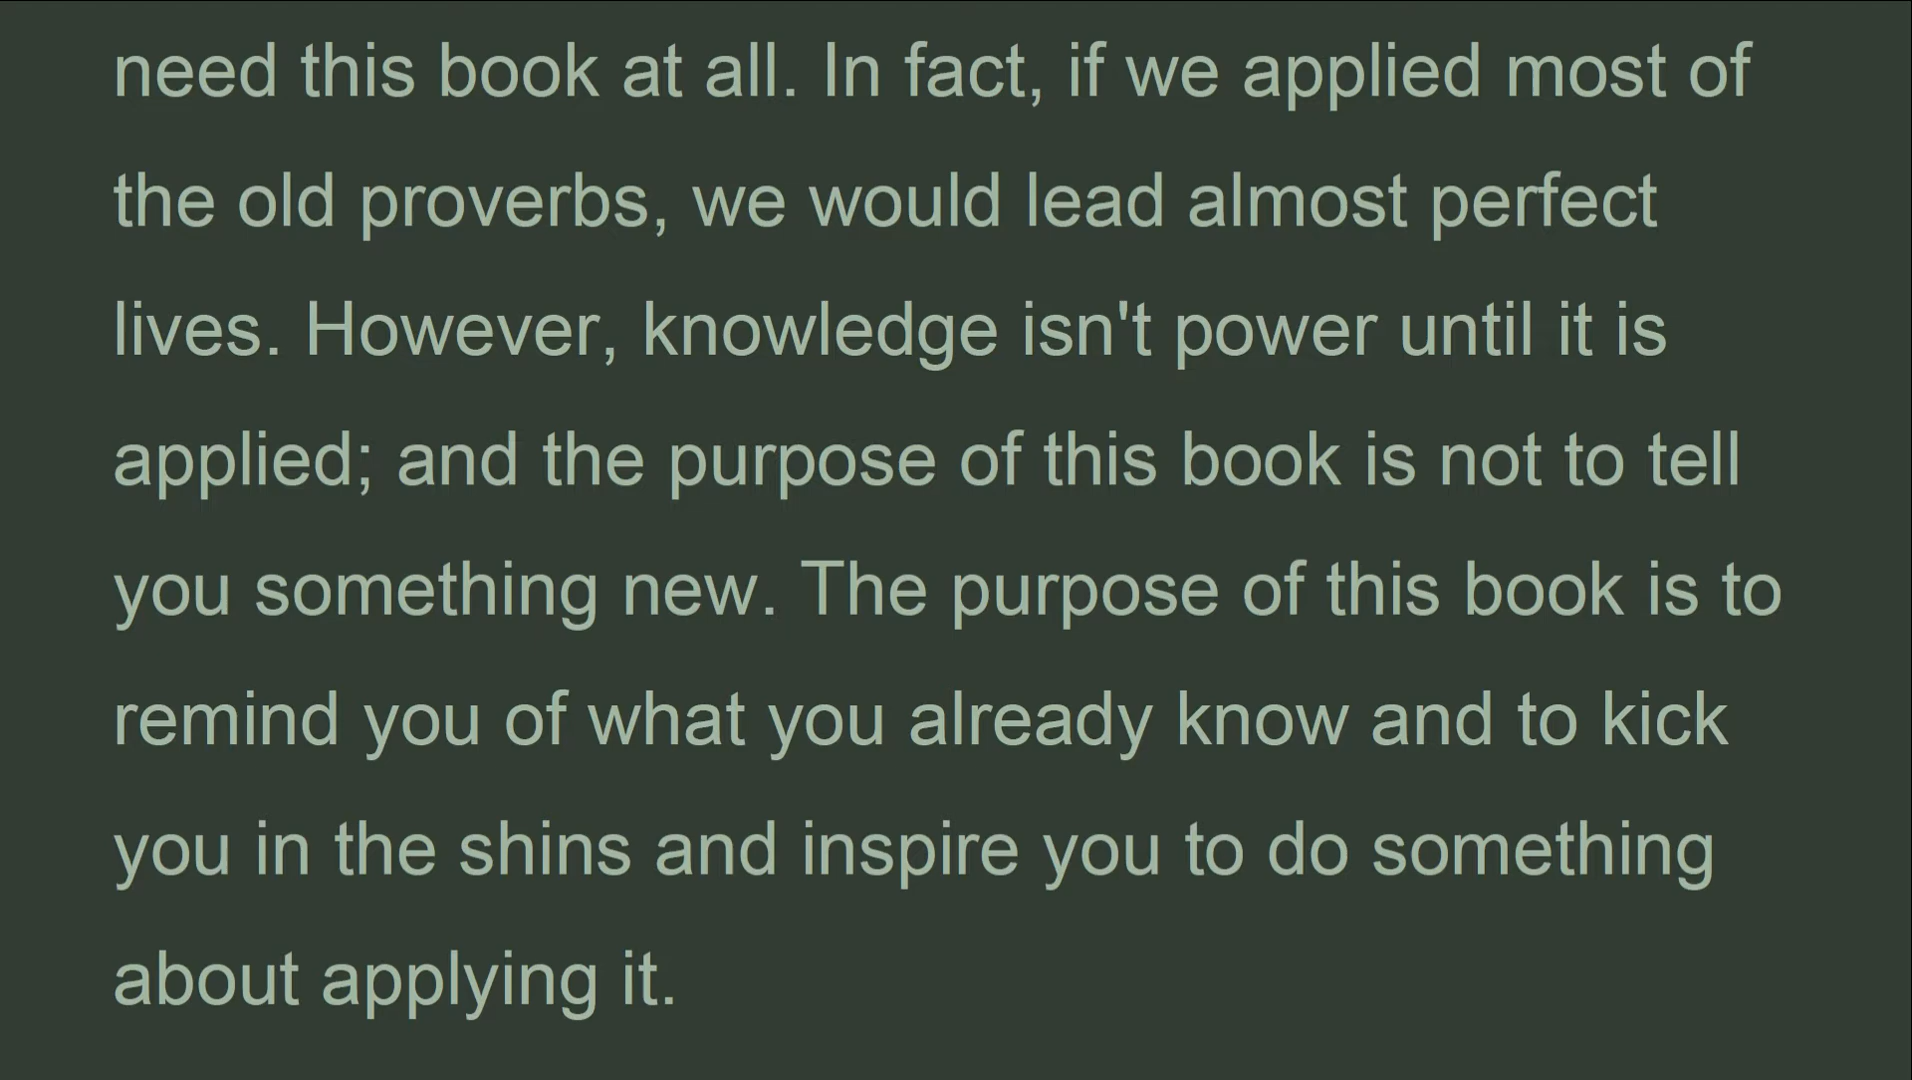 need this book at all. In fact, if we applied most of
the old proverbs, we would lead almost perfect
lives. However, knowledge isn't power until it is
applied; and the purpose of this book is not to tell
you something new. The purpose of this book is to
remind you of what you already know and to kick
you in the shins and inspire you to do something
about applying it.